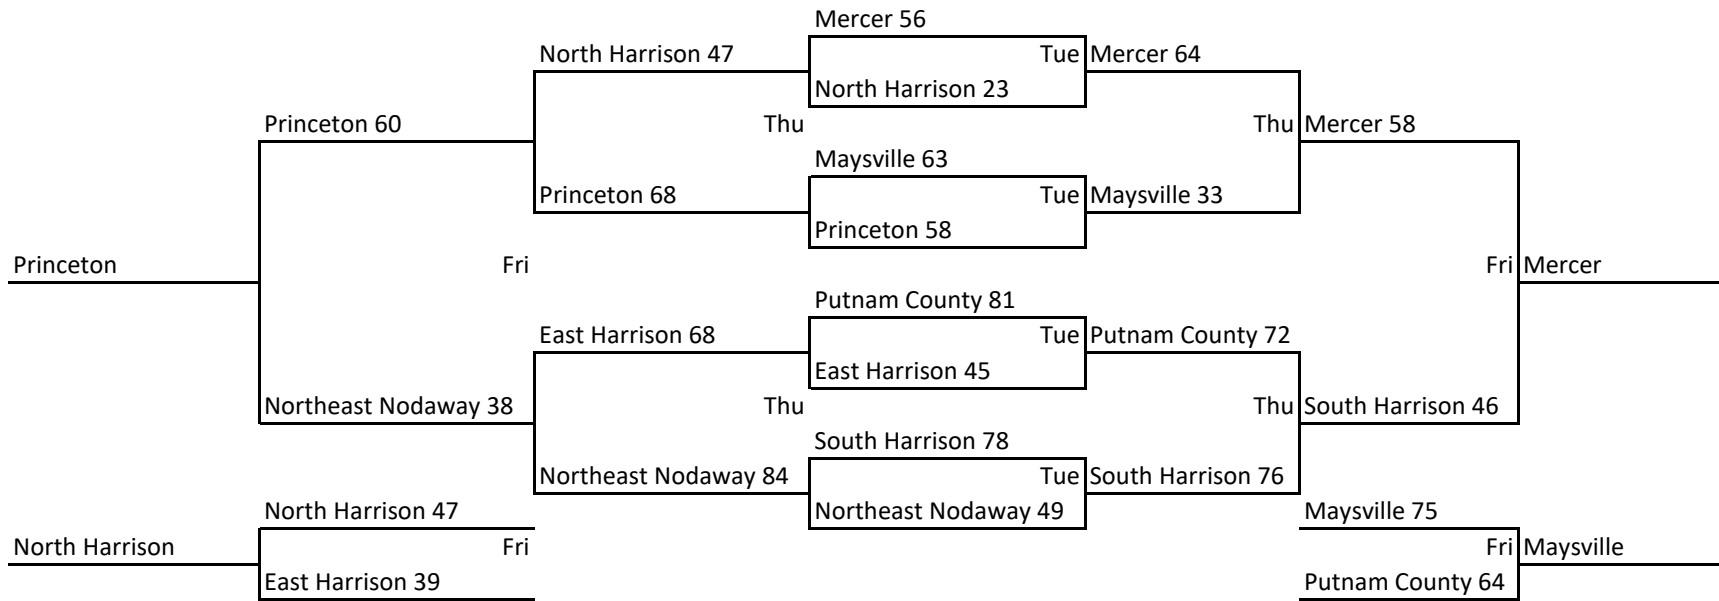 Mercer 56
North Harrison 47
Tue Mercer 64
North Harrison 23
Princeton 60
Thu
Thu Mercer 58
Maysville 63
Princeton 68
Tue Maysville 33
Princeton 58
Princeton
Fri
Fri Mercer
Putnam County 81
East Harrison 68
Tue Putnam County 72
East Harrison 45
Northeast Nodaway 38
Thu
Thu South Harrison 46
South Harrison 78
Northeast Nodaway 84
Tue South Harrison 76
North Harrison 47
Northeast Nodaway 49
Maysville 75
North Harrison
Fri
Fri Maysville
East Harrison 39
Putnam County 64